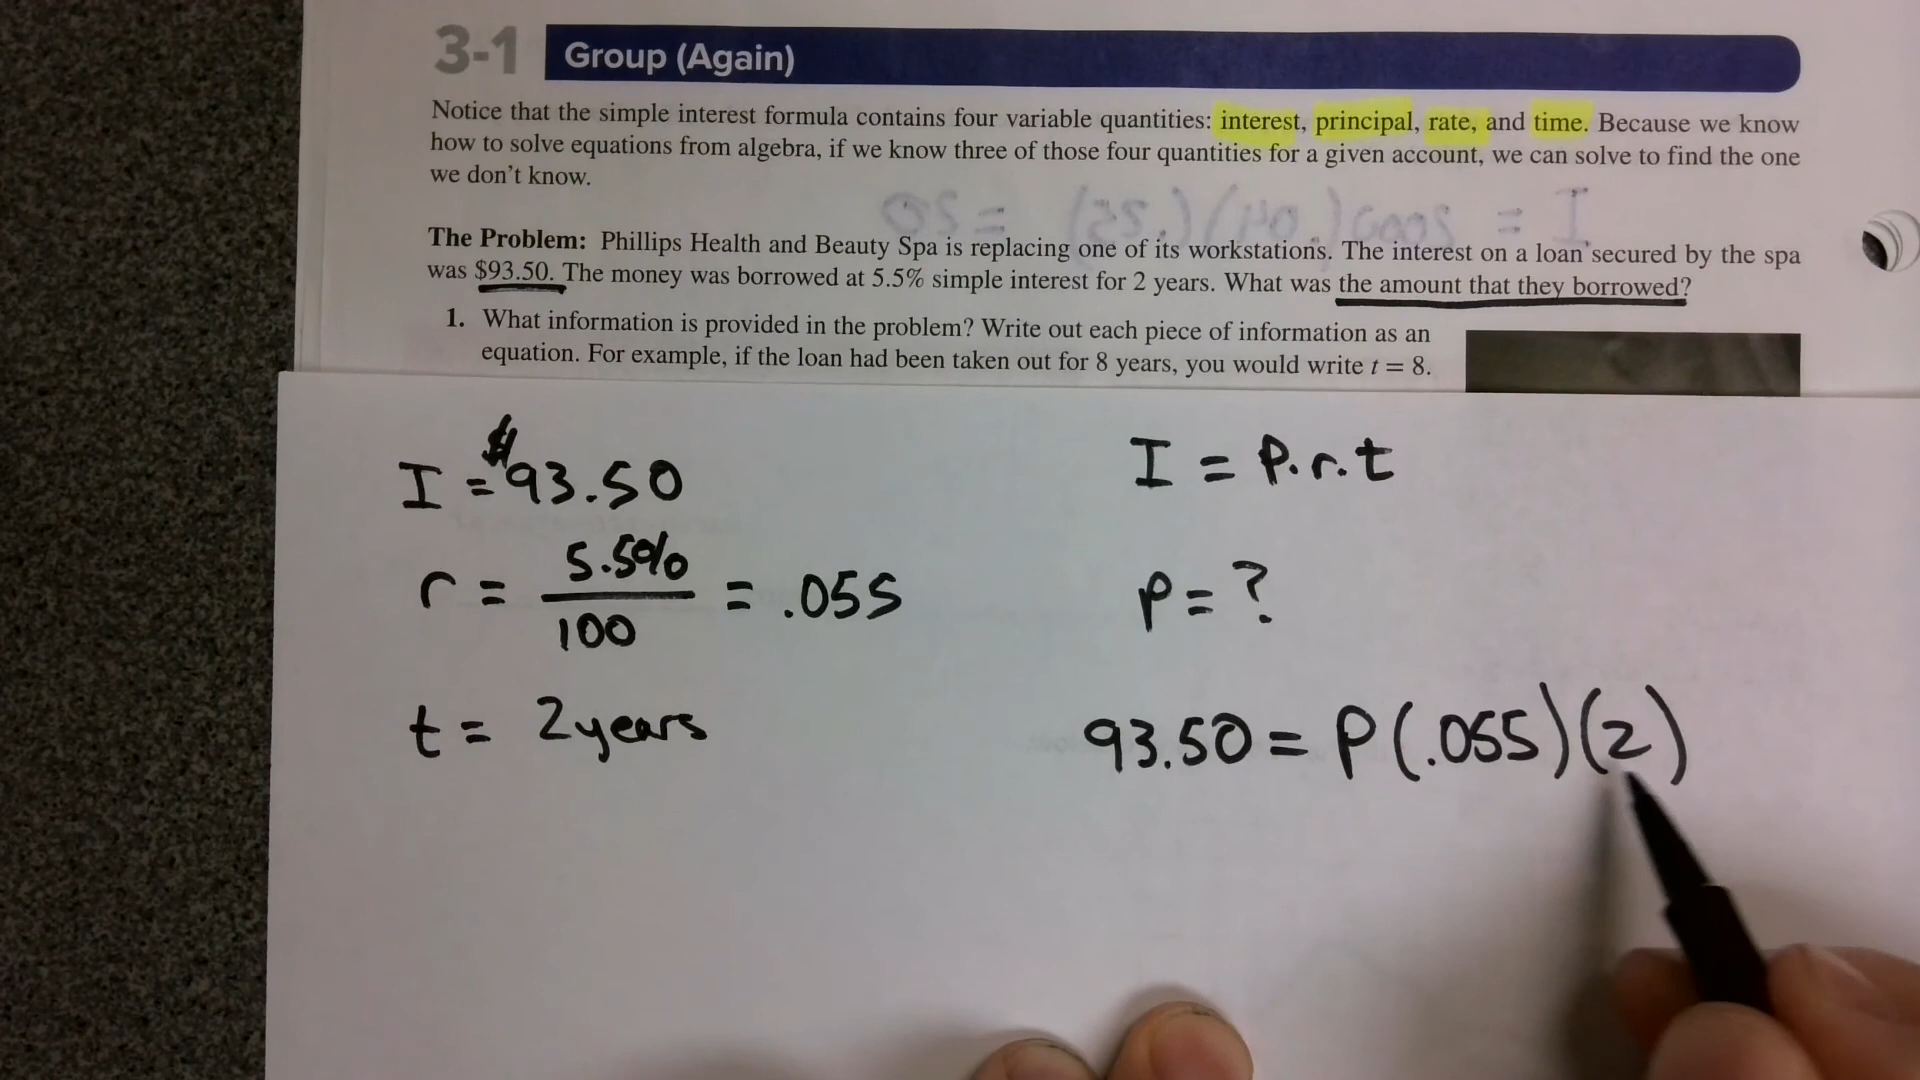 3-1 Group (Again)
Notice that the simple interest formula contains four variable quantities: interest, principal, rate, and time. Because we know
how to solve equations from algebra, if we know three of those four quantities for a given account, we can solve to find the one
we don't know.
The Problem: Phillips Health and Beauty Spa is replacing one of its workstations. The interest on a loan secured by the spa
was $93.50. The money was borrowed at 5.5% simple interest for 2 years. What was the amount that they borrowed?
1. What information is provided in the problem? Write out each piece of information as an
equation. For example, if the loan had been taken out for 8 years, you would write t = 8.
I = $93.50
r = 5.5%/100 = .055
t = 2 years
I = P.r.t
P = ?
93.50 = P(.055)(2)